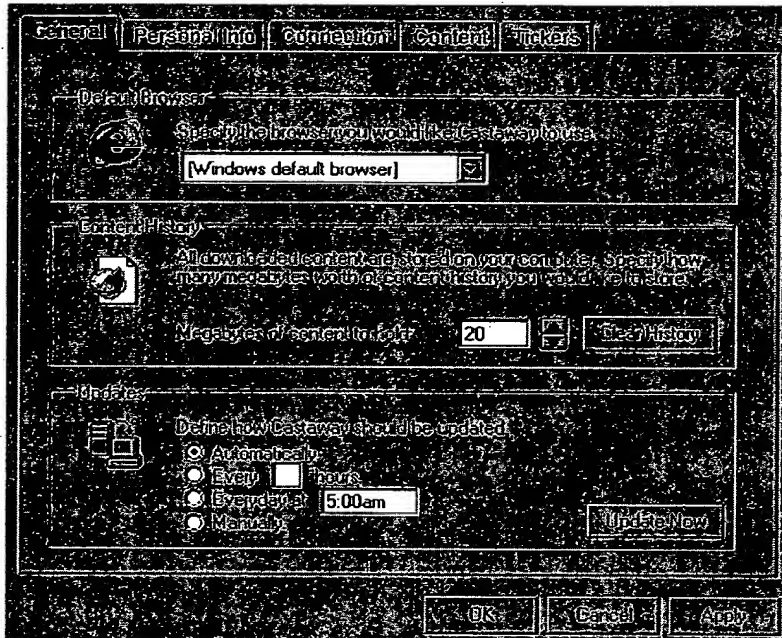 General Personal Info Connection Content Tickers
Default Browser
Specify the browser you would like Castaway to use.
[Windows default browser]
Content History
All downloaded content are stored on your computer. Specify how
many megabytes worth of content history you would like to store.
Megabytes of content to hold: 20 Clear History
Updates
Define how Castaway should be updated.
Automatically
Every hours
Everyday at 5:00am
Manually
Update Now
OK Cancel Apply